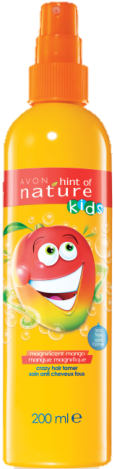 AVON hint of
nature
kids
magnificent mango
mangue magnifique
crazy hair tamer
soin anti cheveux fous
200 ml e